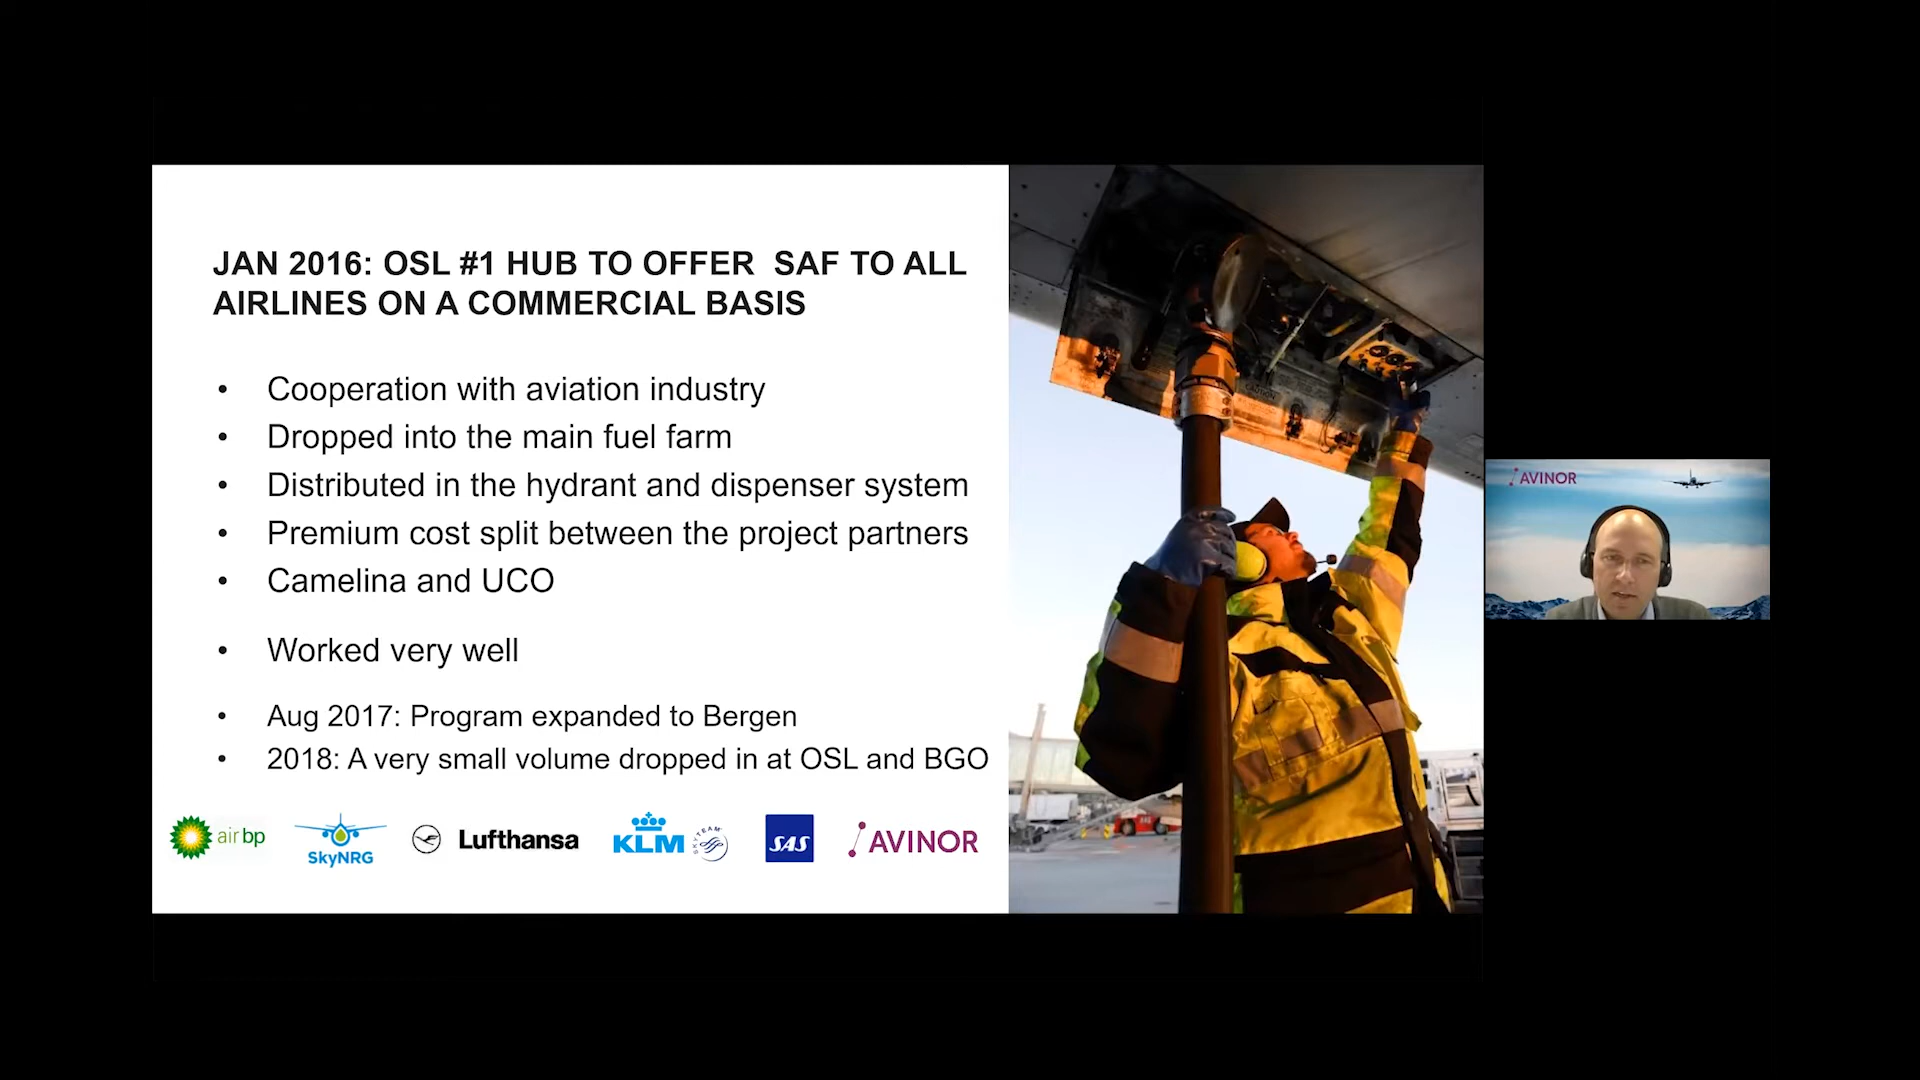 JAN 2016: OSL #1 HUB TO OFFER SAF TO ALL
AIRLINES ON A COMMERCIAL BASIS
• Cooperation with aviation industry
• Dropped into the main fuel farm
• Distributed in the hydrant and dispenser system
• Premium cost split between the project partners
• Camelina and UCO
• Worked very well
• Aug 2017: Program expanded to Bergen
• 2018: A very small volume dropped in at OSL and BGO
air bp
SkyNRG
Lufthansa
KLM
SKYTEAM
SAS
AVINOR
CAUTION
AVINOR